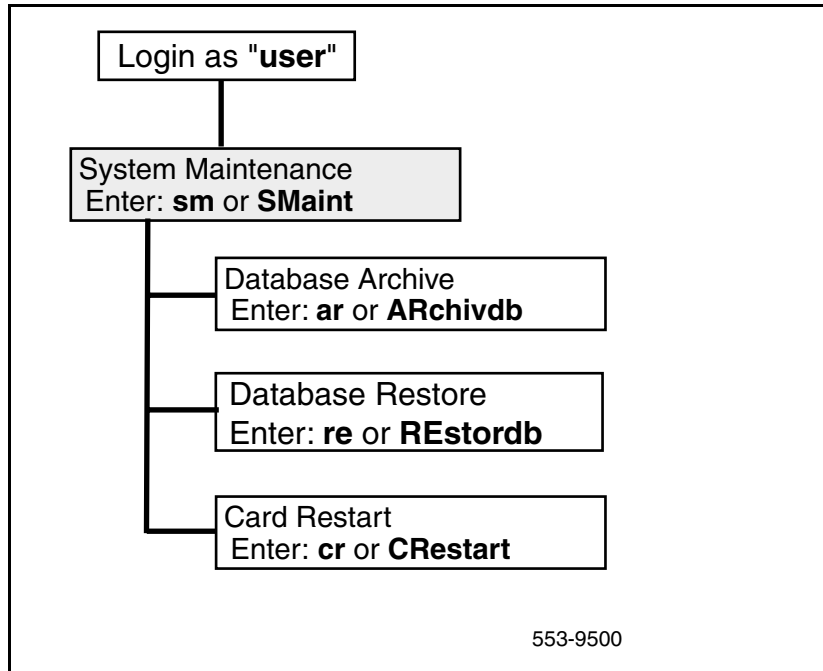 Login as "user"
System Maintenance
Enter: sm or SMaint
Database Archive
Enter: ar or ARchivdb
Database Restore
Enter: re or REstordb
Card Restart
Enter: cr or CRestart
553-9500